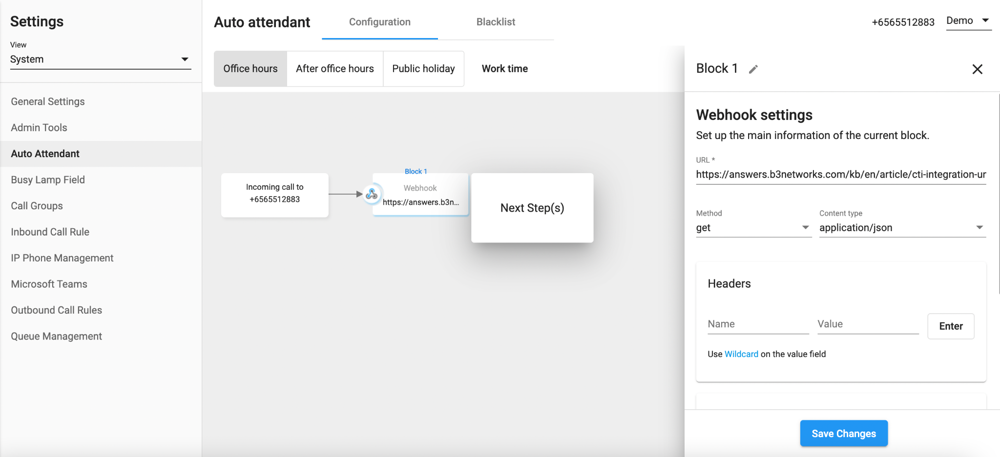 Settings
View
System
General Settings
Admin Tools
Auto Attendant
Busy Lamp Field
Call Groups
Inbound Call Rule
IP Phone Management
Microsoft Teams
Outbound Call Rules
Queue Management
Auto attendant
Configuration
Blacklist
+6565512883
Demo
Office hours
After office hours
Public holiday
Work time
Incoming call to
+6565512883
Block 1
Webhook
https://answers.b3n...
Next Step(s)
Block 1
Webhook settings
Set up the main information of the current block.
URL *
https://answers.b3networks.com/kb/en/article/cti-integration-ur
Method
get
Content type
application/json
Headers
Name
Value
Enter
Use Wildcard on the value field
Save Changes